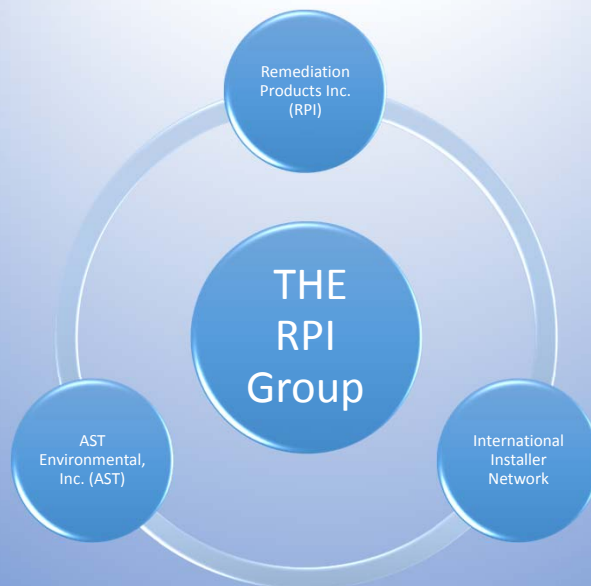 Remediation
Products Inc.
(RPI)
THE
RPI
Group
AST
Environmental,
Inc. (AST)
International
Installer
Network